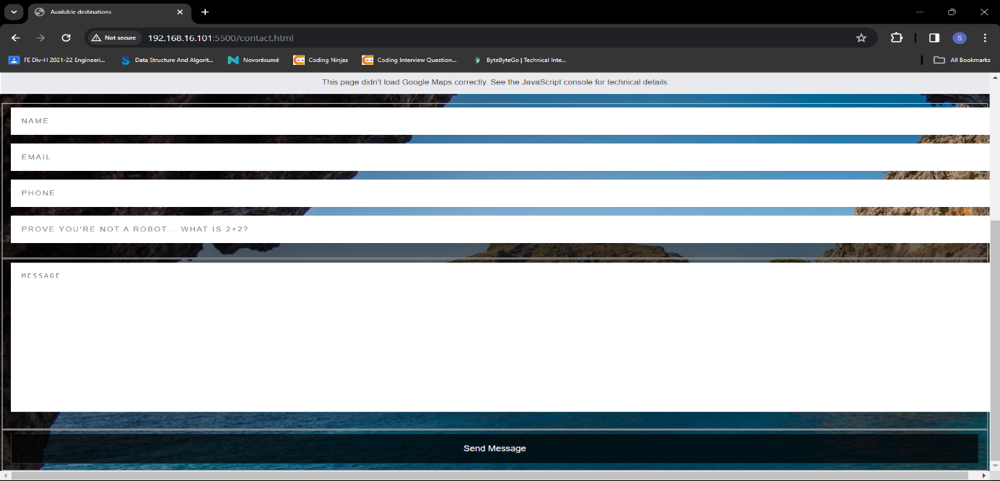 Available destinations
Not secure 192.168.16.101:5500/contact.html S
FE Div-H 2021-22 Engineeri... Data Structure And Algorit... Novorésumé Coding Ninjas Coding Interview Question... ByteByteGo | Technical Inte... All Bookmarks
This page didn't load Google Maps correctly. See the JavaScript console for technical details.
NAME
EMAIL
PHONE
PROVE YOU'RE NOT A ROBOT... WHAT IS 2+2?
MESSAGE
Send Message